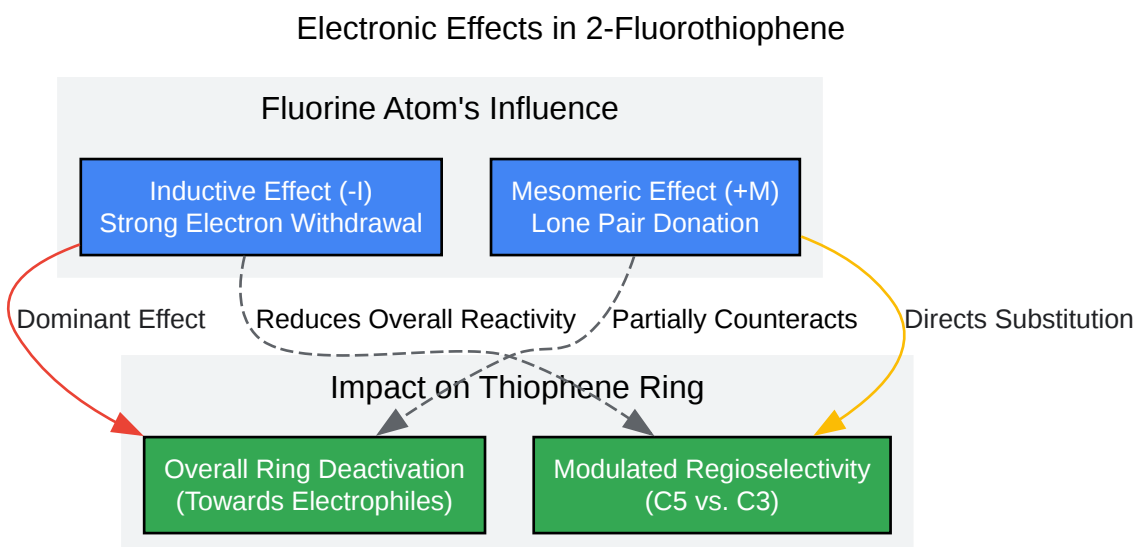 Electronic Effects in 2-Fluorothiophene
Fluorine Atom's Influence
Inductive Effect (-I)
Strong Electron Withdrawal
Mesomeric Effect (+M)
Lone Pair Donation
Dominant Effect
Reduces Overall Reactivity
Partially Counteracts
Directs Substitution
Impact on Thiophene Ring
Overall Ring Deactivation
(Towards Electrophiles)
Modulated Regioselectivity
(C5 vs. C3)